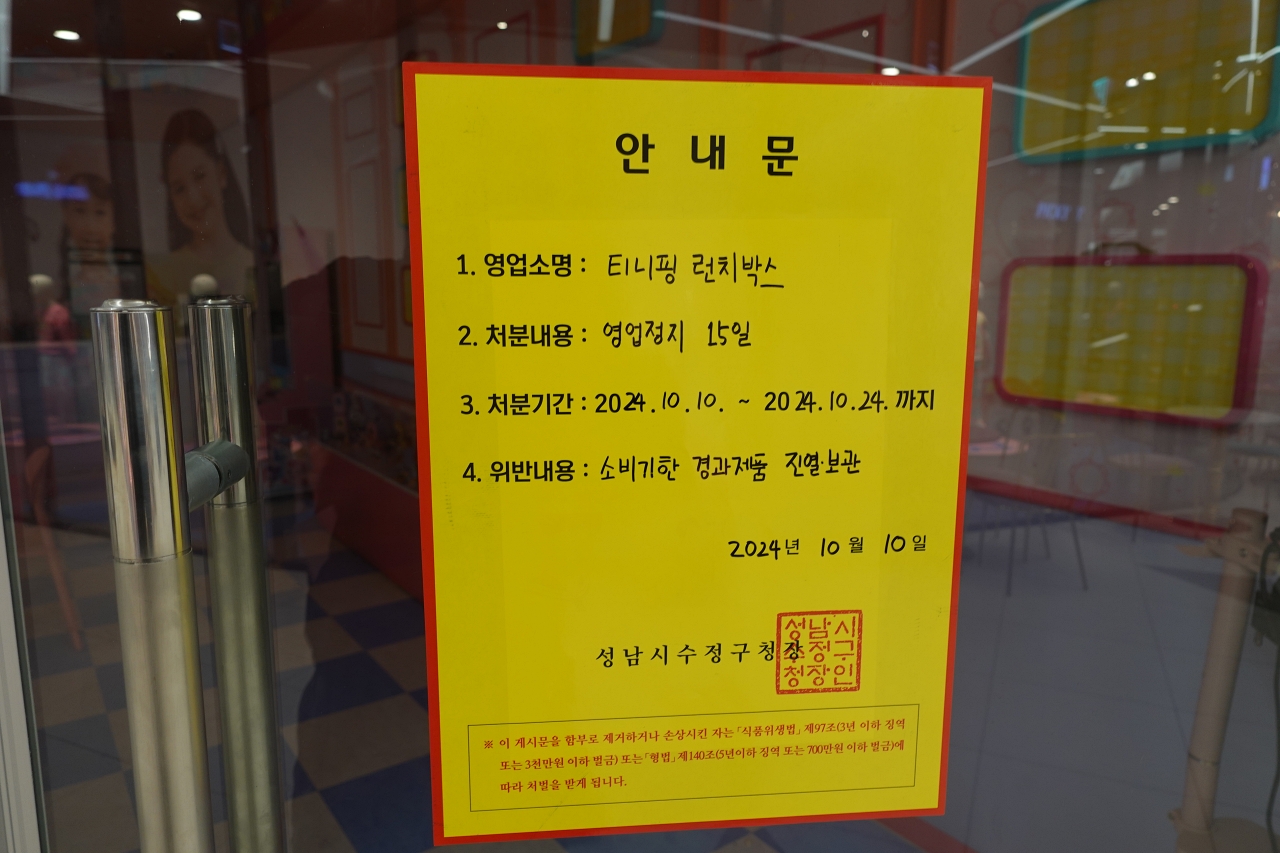 안 내 문
1. 영업소명 : 티니핑 런치박스
2. 처분내용 : 영업정지 15일
3. 처분기간 : 2024.10.10. ~ 2024.10.24. 까지
4. 위반내용 : 소비기한 경과제품 진열·보관
2024년 10월 10일
성남시수정구청장
성남시
수정구
청장인
※ 이 게시문을 함부로 제거하거나 손상시킨 자는 「식품위생법」 제97조(3년 이하 징역
또는 3천만원 이하 벌금) 또는 「형법」 제140조(5년이하 징역 또는 700만원 이하 벌금)에
따라 처벌을 받게 됩니다.